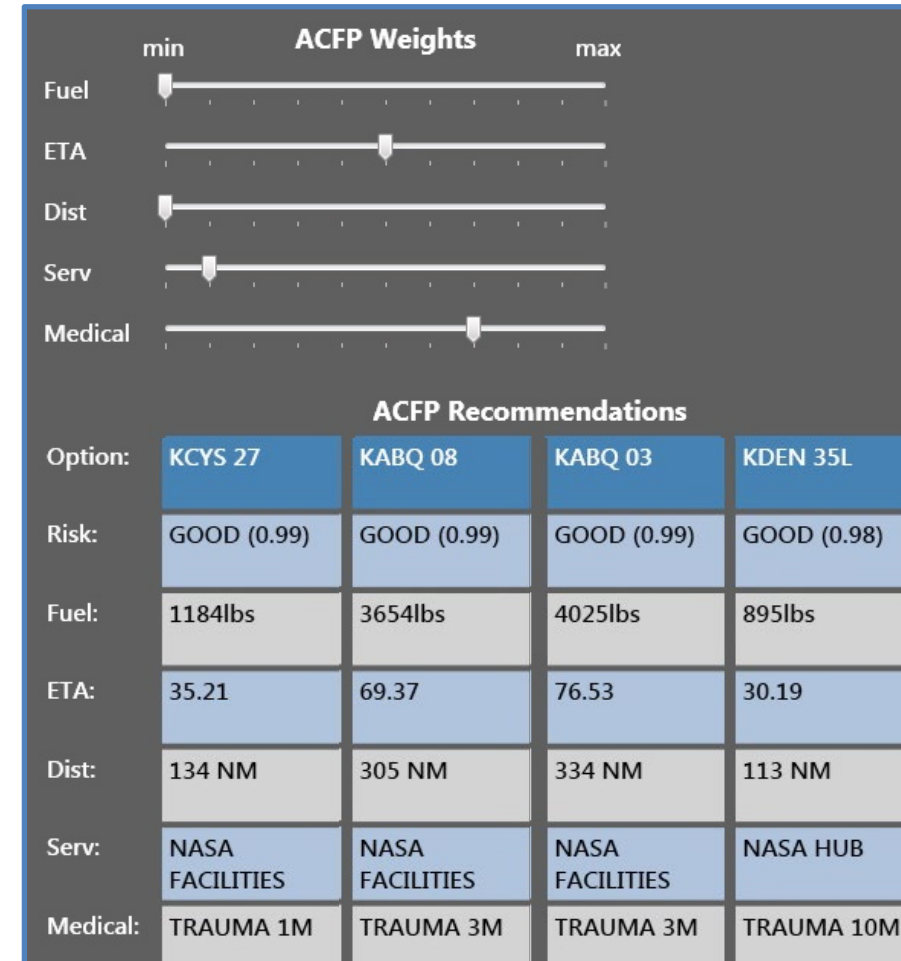 ACFP Weights
min max
Fuel
ETA
Dist
Serv
Medical
ACFP Recommendations
Option: KCYS 27 KABQ 08 KABQ 03 KDEN 35L
Risk: GOOD (0.99) GOOD (0.99) GOOD (0.99) GOOD (0.98)
Fuel: 1184lbs 3654lbs 4025lbs 895lbs
ETA: 35.21 69.37 76.53 30.19
Dist: 134 NM 305 NM 334 NM 113 NM
Serv: NASA FACILITIES NASA FACILITIES NASA FACILITIES NASA HUB
Medical: TRAUMA 1M TRAUMA 3M TRAUMA 3M TRAUMA 10M